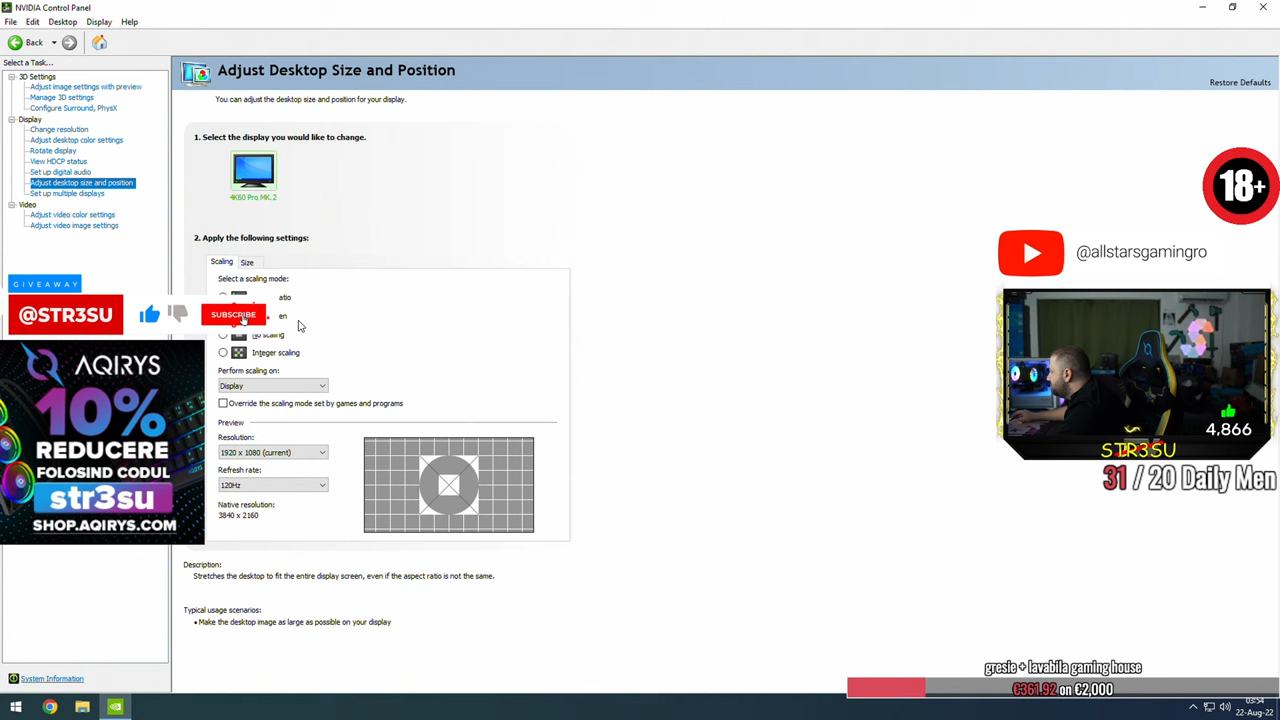 NVIDIA Control Panel
File Edit Desktop Display Help
Back
Select a Task...
3D Settings
Adjust image settings with preview
Manage 3D settings
Configure Surround, PhysX
Display
Change resolution
Adjust desktop color settings
Rotate display
View HDCP status
Set up digital audio
Adjust desktop size and position
Set up multiple displays
Video
Adjust video color settings
Adjust video image settings
System Information
Adjust Desktop Size and Position
Restore Defaults
You can adjust the desktop size and position for your display.
1. Select the display you would like to change.
4K60 Pro MK.2
2. Apply the following settings:
Scaling Size
Select a scaling mode:
atio
en
No scaling
Integer scaling
Perform scaling on:
Display
Override the scaling mode set by games and programs
Preview
Resolution:
1920 x 1080 (current)
Refresh rate:
120Hz
Native resolution:
3840 x 2160
Description:
Stretches the desktop to fit the entire display screen, even if the aspect ratio is not the same.
Typical usage scenarios:
• Make the desktop image as large as possible on your display
GIVEAWAY
@STR3SU
SUBSCRIBE
AQIRYS
10%
REDUCERE
FOLOSIND CODUL
str3su
SHOP.AQIRYS.COM
18+
@allstarsgamingro
4,866
STR3SU
31 / 20 Daily Men
gresie + lavabila gaming house
€361.92 on €2,000
03:54
22-Aug-22